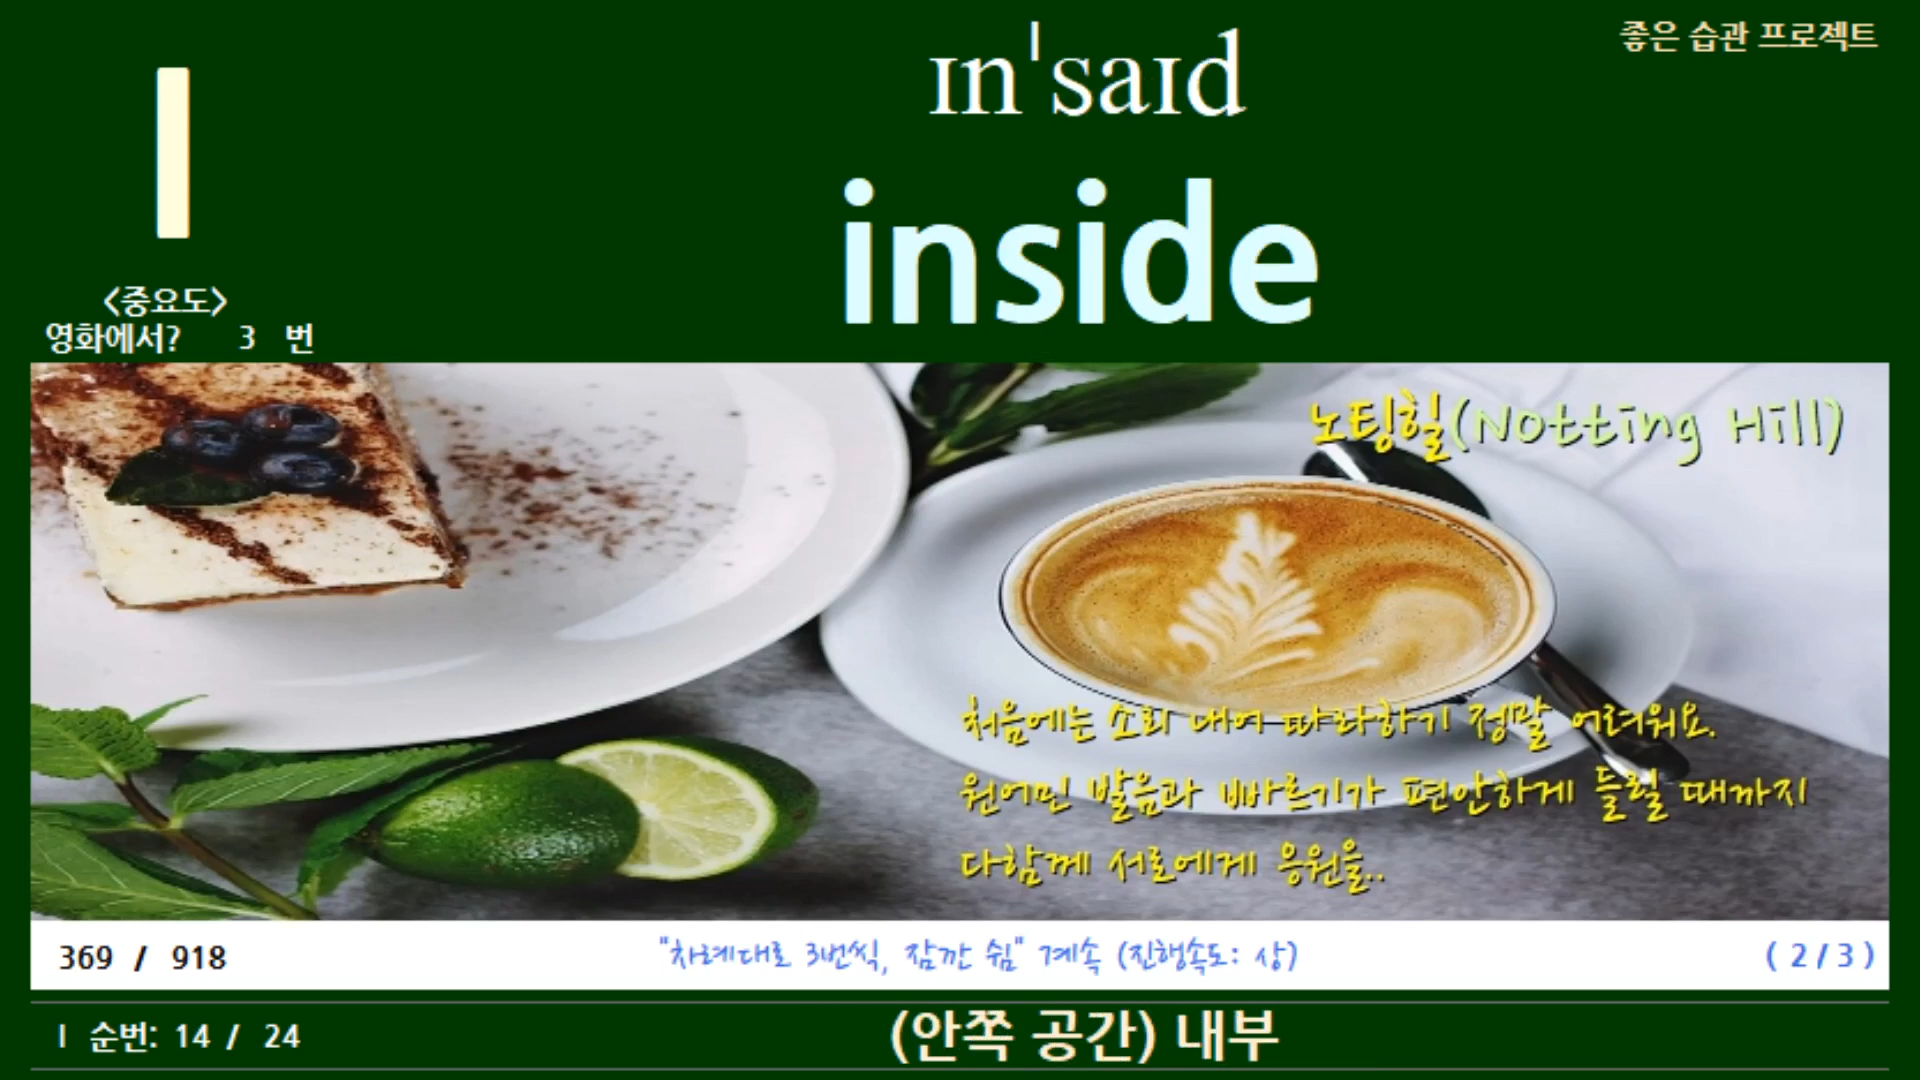 좋은 습관 프로젝트
I
ɪnˈsaɪd
inside
<중요도>
영화에서? 3 번
노팅힐(Notting Hill)
처음에는 소리 내어 따라하기 정말 어려워요.
원어민 발음과 빠르기가 편안하게 들릴 때까지
다함께 서로에게 응원을..
369 / 918
"차례대로 3번씩, 잠깐 쉼" 계속 (진행속도: 상)
( 2 / 3 )
I 순번: 14 / 24
(안쪽 공간) 내부